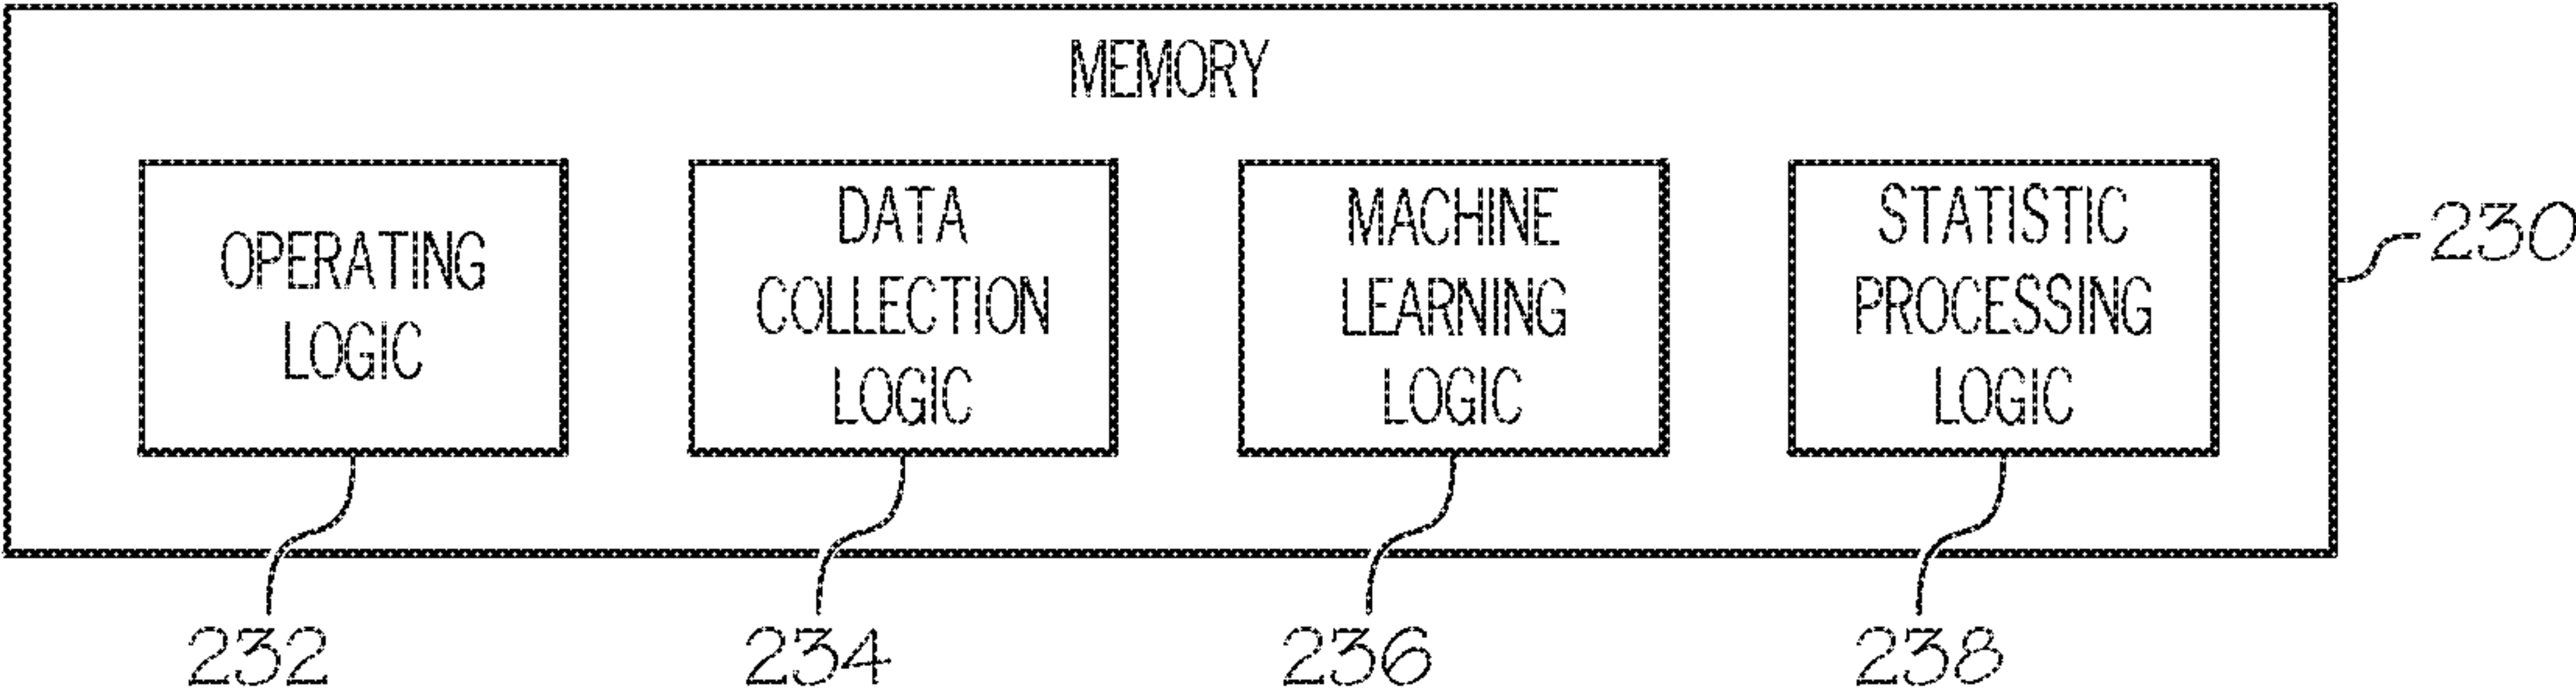 MEMORY
OPERATING
LOGIC
DATA
COLLECTION
LOGIC
MACHINE
LEARNING
LOGIC
STATISTIC
PROCESSING
LOGIC
230
232
234
236
238